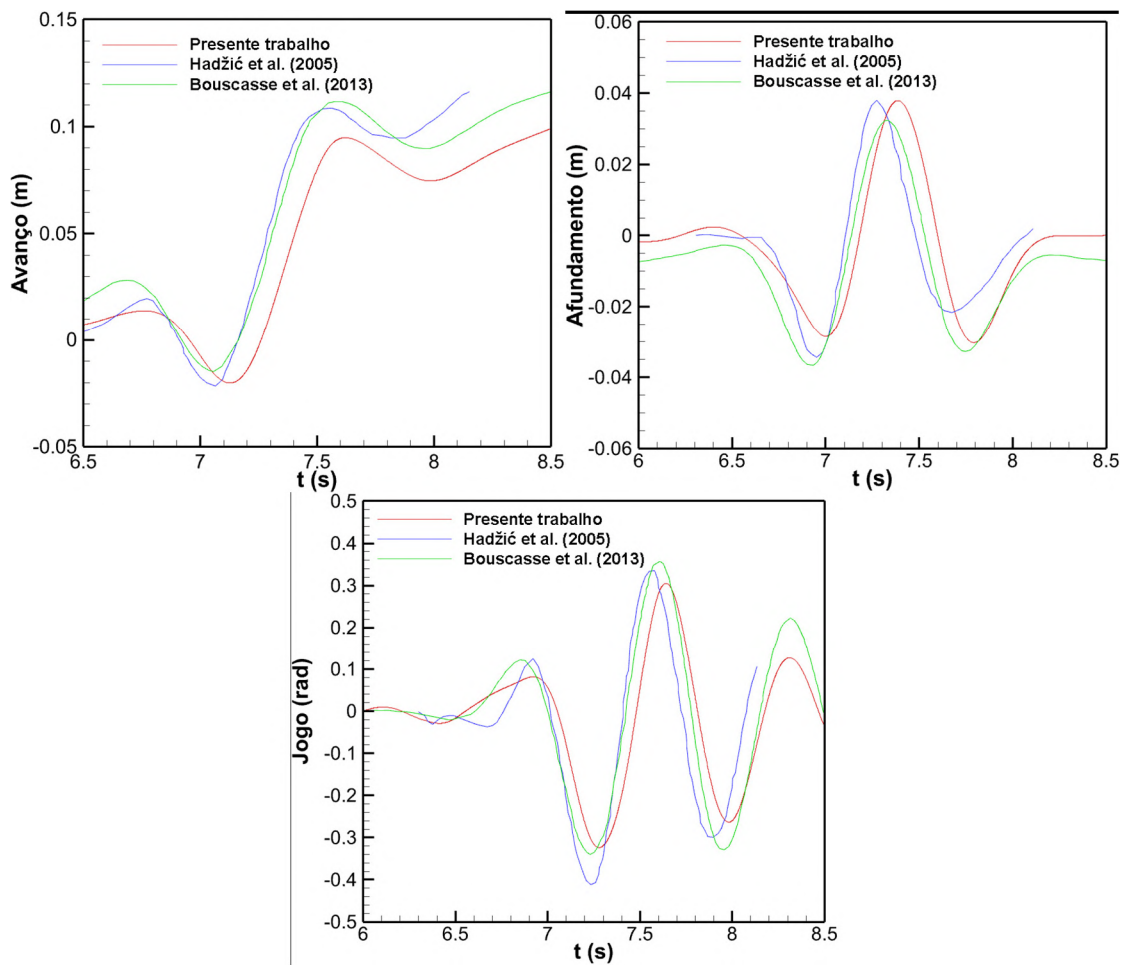 0.15
0.1
0.05
0
-0.05
Avanço (m)
Presente trabalho
Hadžić et al. (2005)
Bouscasse et al. (2013)
6.5
7
7.5
8
8.5
t (s)
0.06
0.04
0.02
0
-0.02
-0.04
-0.06
Afundamento (m)
Presente trabalho
Hadžić et al. (2005)
Bouscasse et al. (2013)
6
6.5
7
7.5
8
8.5
t (s)
0.5
0.4
0.3
0.2
0.1
0
-0.1
-0.2
-0.3
-0.4
-0.5
Jogo (rad)
Presente trabalho
Hadžić et al. (2005)
Bouscasse et al. (2013)
6
6.5
7
7.5
8
8.5
t (s)